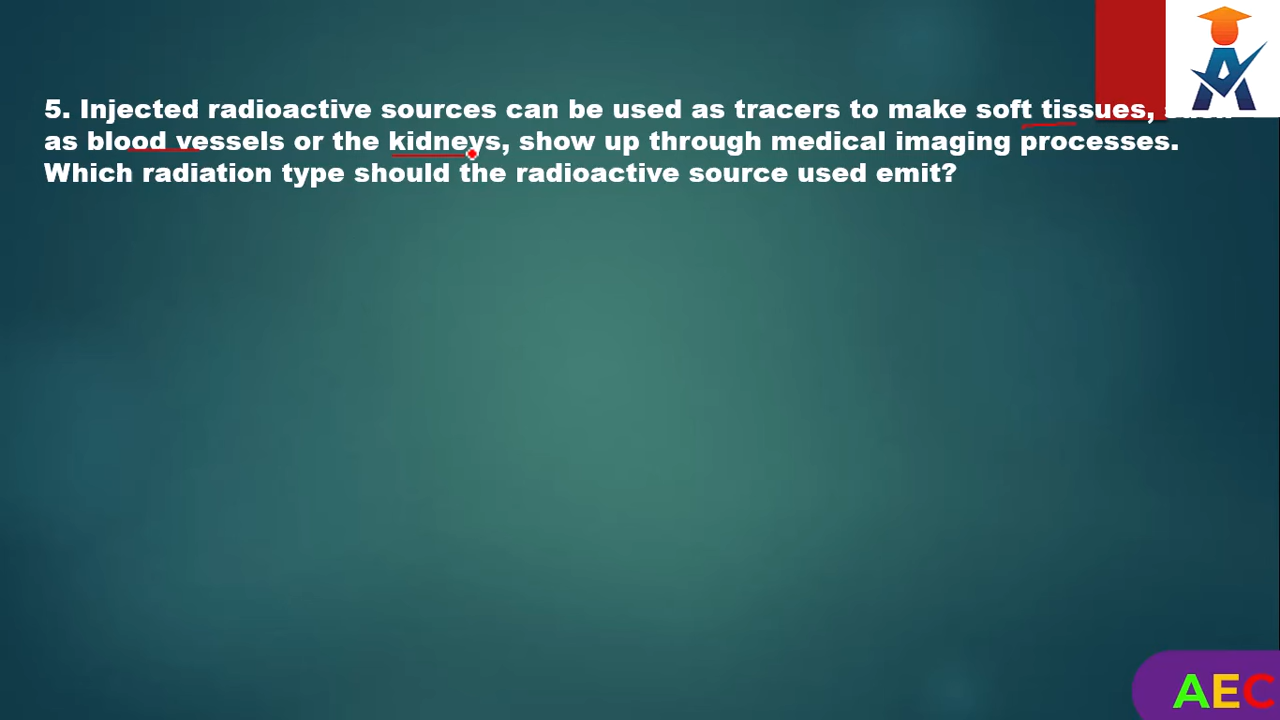 5. Injected radioactive sources can be used as tracers to make soft tissues,
as blood vessels or the kidneys, show up through medical imaging processes.
Which radiation type should the radioactive source used emit?
AEC